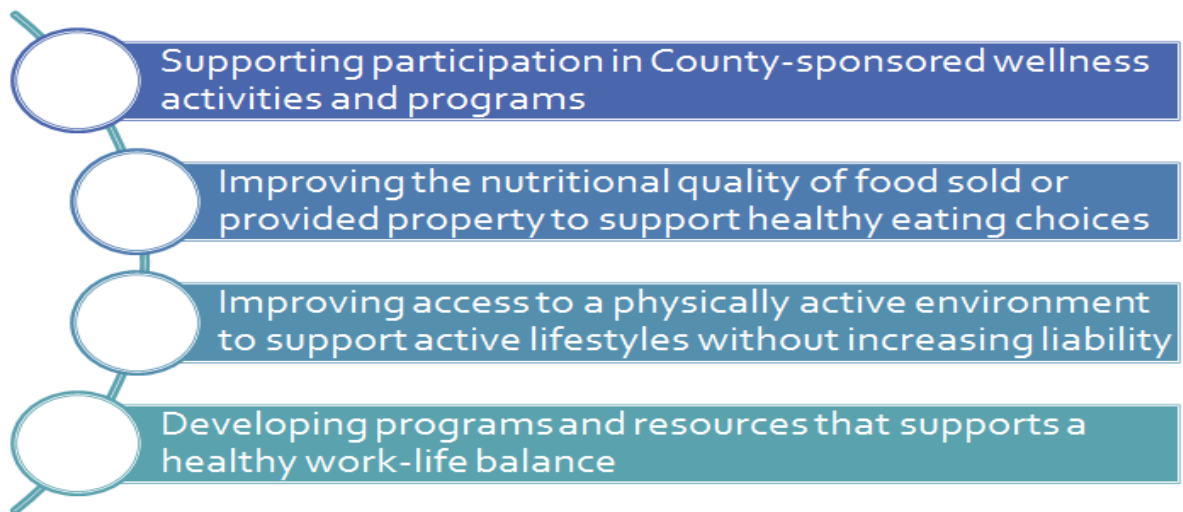 Supporting participation in County-sponsored wellness
activities and programs
Improving the nutritional quality of food sold or
provided property to support healthy eating choices
Improving access to a physically active environment
to support active lifestyles without increasing liability
Developing programs and resources that supports a
healthy work-life balance